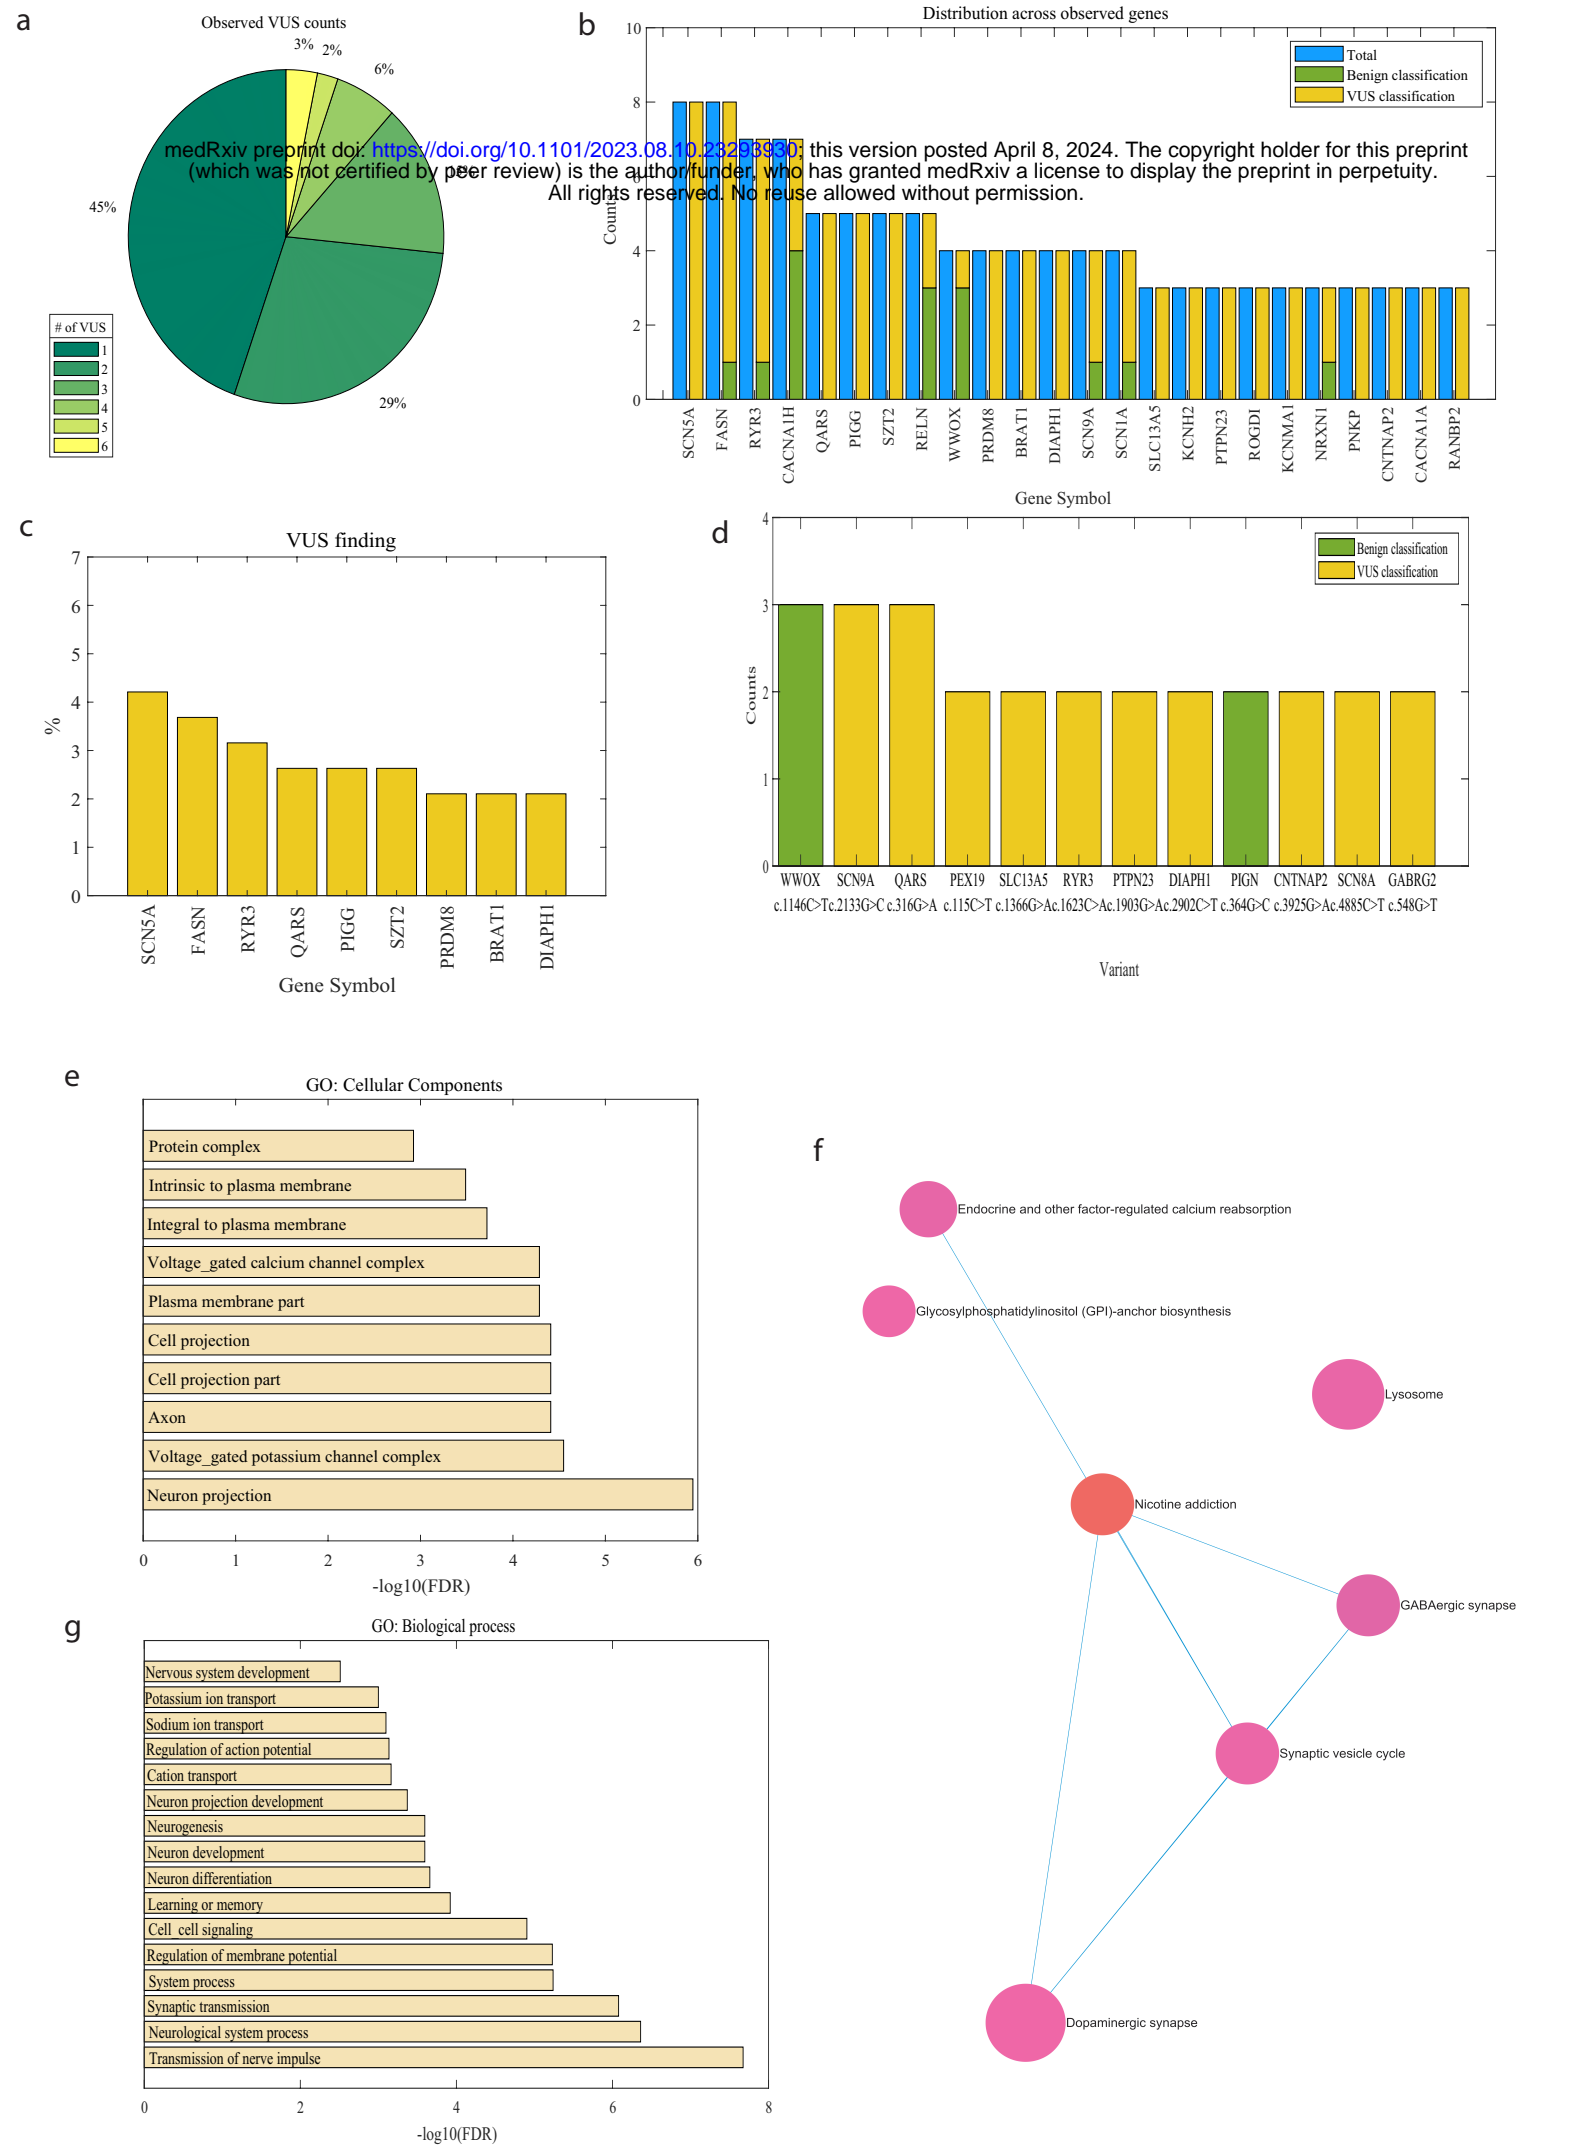 a
Observed VUS counts
3%
2%
6%
15%
29%
45%
# of VUS
1
2
3
4
5
6
medRxiv preprint doi: https://doi.org/10.1101/2023.08.10.23293930; this version posted April 8, 2024. The copyright holder for this preprint
(which was not certified by peer review) is the author/funder, who has granted medRxiv a license to display the preprint in perpetuity.
All rights reserved. No reuse allowed without permission.
b
Distribution across observed genes
Total
Benign classification
VUS classification
10
8
6
4
2
0
Counts
SCN5A
FASN
RYR3
CACNA1H
QARS
PIGG
SZT2
RELN
WWOX
PRDM8
BRAT1
DIAPH1
SCN9A
SCN1A
SLC13A5
KCNH2
PTPN23
ROGDI
KCNMA1
NRXN1
PNKP
CNTNAP2
CACNA1A
RANBP2
Gene Symbol
c
VUS finding
7
6
5
4
3
2
1
0
%
SCN5A
FASN
RYR3
QARS
PIGG
SZT2
PRDM8
BRAT1
DIAPH1
Gene Symbol
d
Benign classification
VUS classification
4
3
2
1
0
Counts
WWOX SCN9A QARS PEX19 SLC13A5 RYR3 PTPN23 DIAPH1 PIGN CNTNAP2 SCN8A GABRG2
c.1146C>T c.2133G>C c.316G>A c.115C>T c.1366G>A c.1623C>A c.1903G>A c.2902C>T c.364G>C c.3925G>A c.4885C>T c.548G>T
Variant
e
GO: Cellular Components
Protein complex
Intrinsic to plasma membrane
Integral to plasma membrane
Voltage_gated calcium channel complex
Plasma membrane part
Cell projection
Cell projection part
Axon
Voltage_gated potassium channel complex
Neuron projection
0 1 2 3 4 5 6
-log10(FDR)
f
Endocrine and other factor-regulated calcium reabsorption
Glycosylphosphatidylinositol (GPI)-anchor biosynthesis
Lysosome
Nicotine addiction
GABAergic synapse
Synaptic vesicle cycle
Dopaminergic synapse
g
GO: Biological process
Nervous system development
Potassium ion transport
Sodium ion transport
Regulation of action potential
Cation transport
Neuron projection development
Neurogenesis
Neuron development
Neuron differentiation
Learning or memory
Cell_cell signaling
Regulation of membrane potential
System process
Synaptic transmission
Neurological system process
Transmission of nerve impulse
0 2 4 6 8
-log10(FDR)